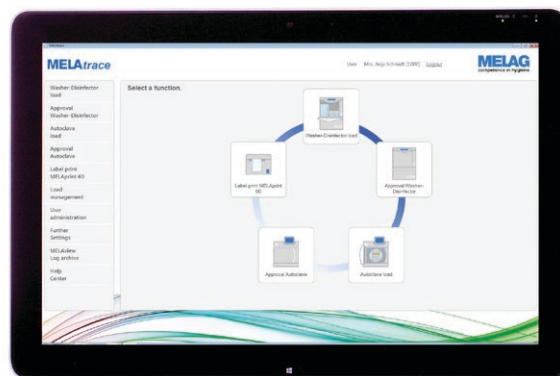 MELAtrace
User Mrs. Anja Schmidt Logout
MELAG
competence in hygiene
Washer-Disinfector
load
Approval
Washer-Disinfector
Autoclave
load
Approval
Autoclave
Label print
MELAprint 60
Load
management
User
administration
Further
Settings
MELAview
Log archive
Help
Center
Select a function.
Washer-Disinfector load
Label print MELAprint
60
Approval Washer-
Disinfector
Approval Autoclave
Autoclave load